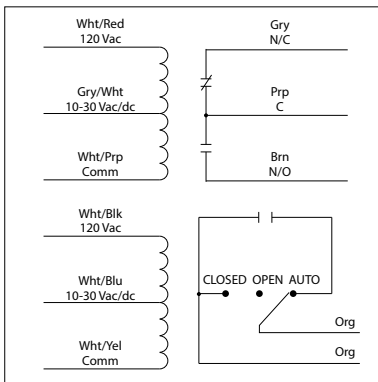 Wht/Red
120 Vac
Gry
N/C
Gry/Wht
10-30 Vac/dc
Prp
C
Wht/Prp
Comm
Brn
N/O
Wht/Blk
120 Vac
Wht/Blu
10-30 Vac/dc
CLOSED OPEN AUTO
Org
Wht/Yel
Comm
Org